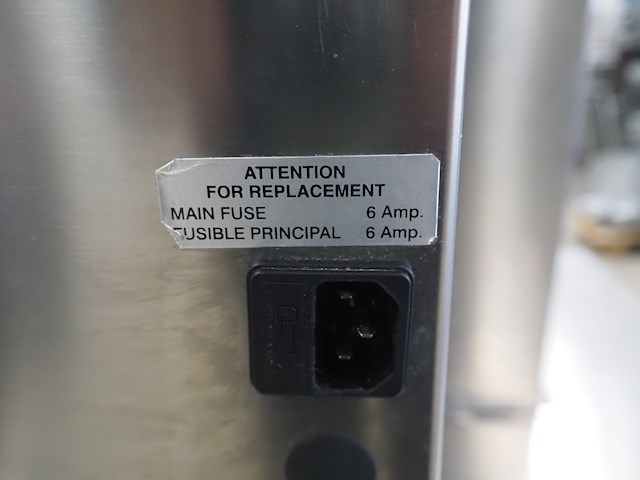 ATTENTION
FOR REPLACEMENT
MAIN FUSE 6 Amp.
FUSIBLE PRINCIPAL 6 Amp.